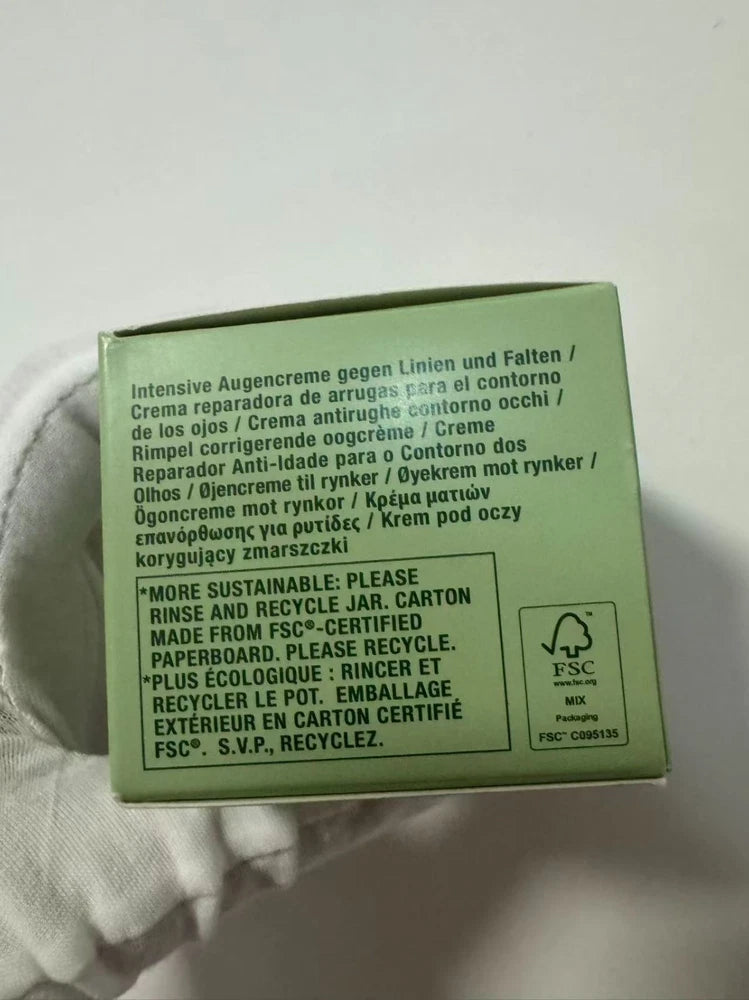 Intensive Augencreme gegen Linien und Falten /
Crema reparadora de arrugas para el contorno
de los ojos / Crema antirughe contorno occhi /
Rimpel corrigerende oogcrème / Creme
Reparador Anti-Idade para o Contorno dos
Olhos / Øjencreme til rynker / Øyekrem mot rynker /
Ögoncreme mot rynkor / Κρέμα ματιών
επανόρθωσης για ρυτίδες / Krem pod oczy
korygujący zmarszczki
*MORE SUSTAINABLE: PLEASE
RINSE AND RECYCLE JAR. CARTON
MADE FROM FSC®-CERTIFIED
PAPERBOARD. PLEASE RECYCLE.
*PLUS ÉCOLOGIQUE : RINCER ET
RECYCLER LE POT. EMBALLAGE
EXTÉRIEUR EN CARTON CERTIFIÉ
FSC®. S.V.P., RECYCLEZ.
™
FSC
www.fsc.org
MIX
Packaging
FSC™ C095135